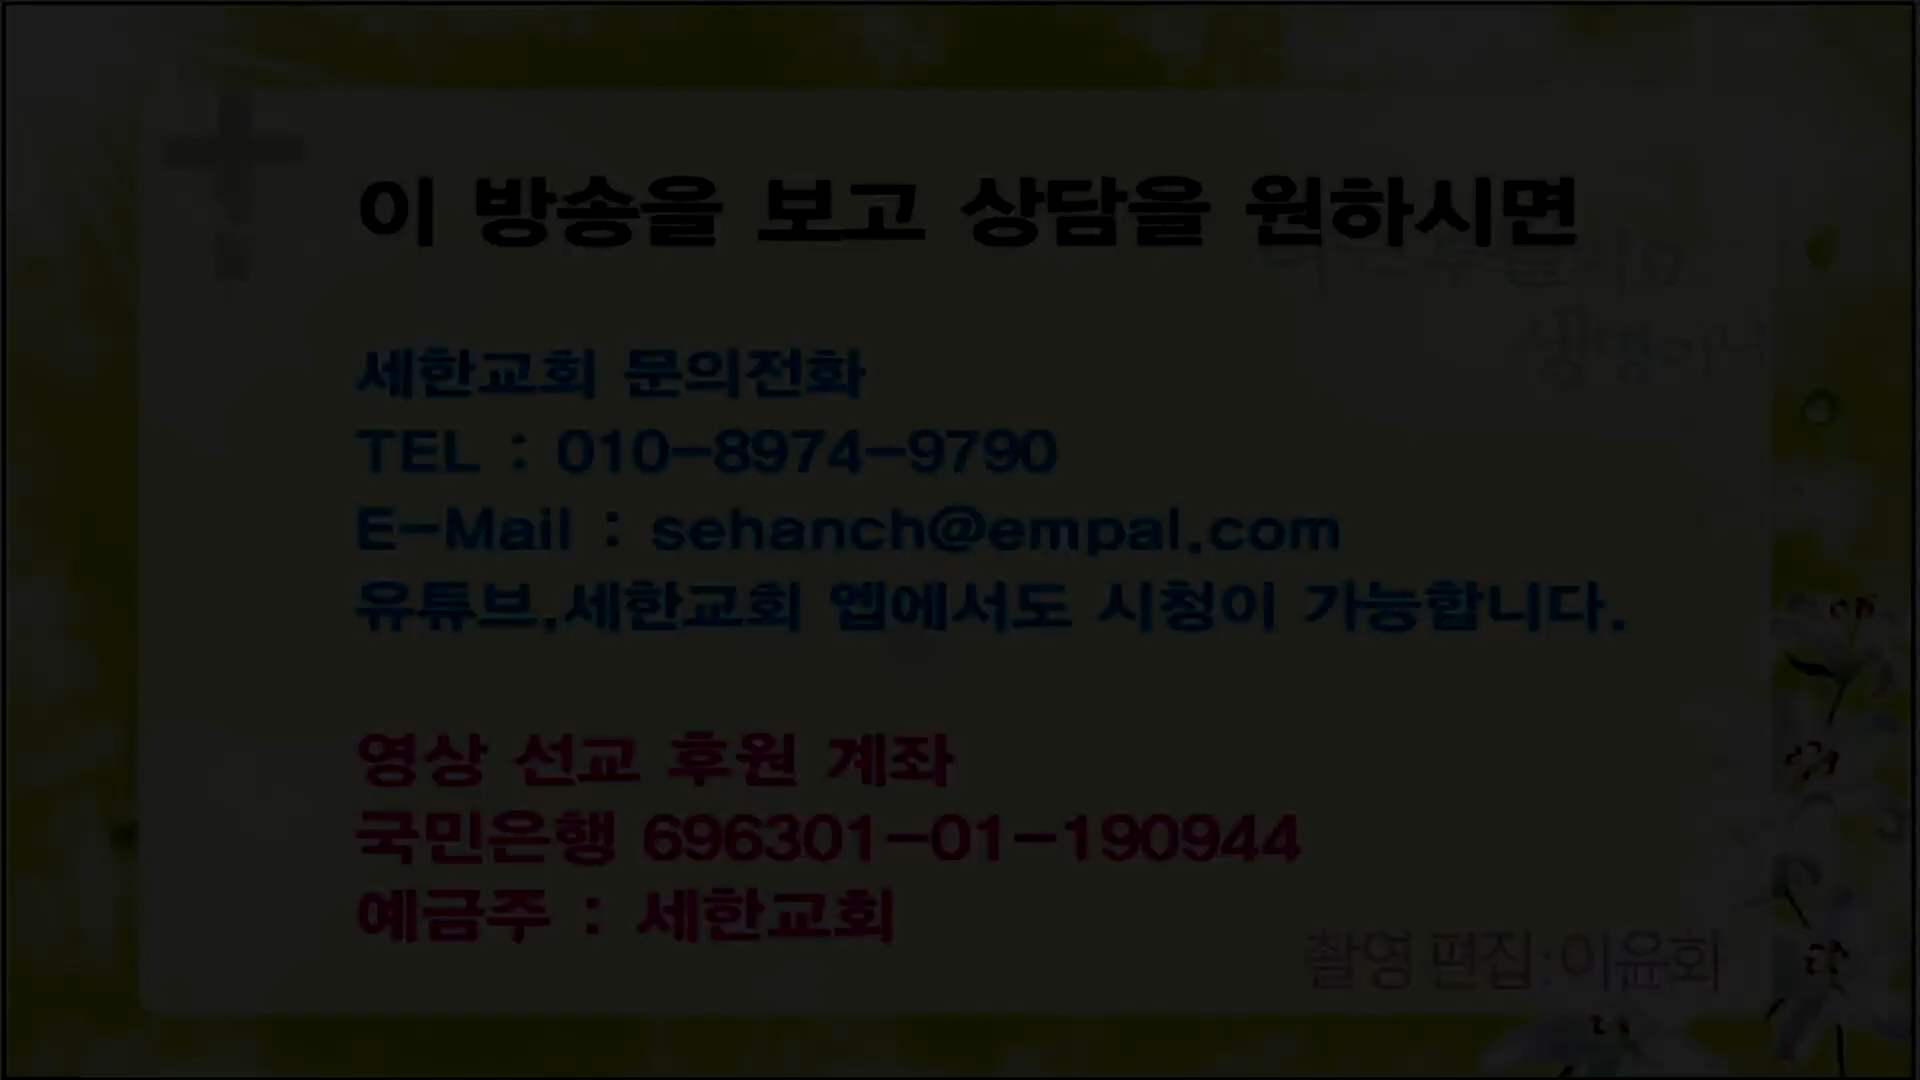 이 방송을 보고 상담을 원하시면
세한교회 문의전화
TEL : 010-8974-9790
E-Mail : sehanch@empal.com
유튜브,세한교회 엡에서도 시청이 가능합니다.
영상 선교 후원 계좌
국민은행 696301-01-190944
예금주 : 세한교회
촬영 편집:이윤희